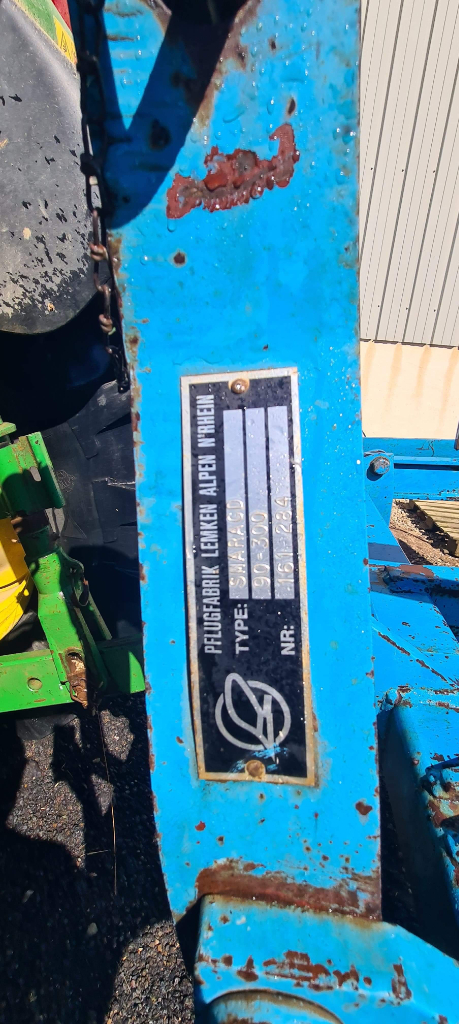 PFLUGFABRIK LEMKEN ALPEN N'RHEIN
TYPE: SMARAGD
90-300
NR: 161 284